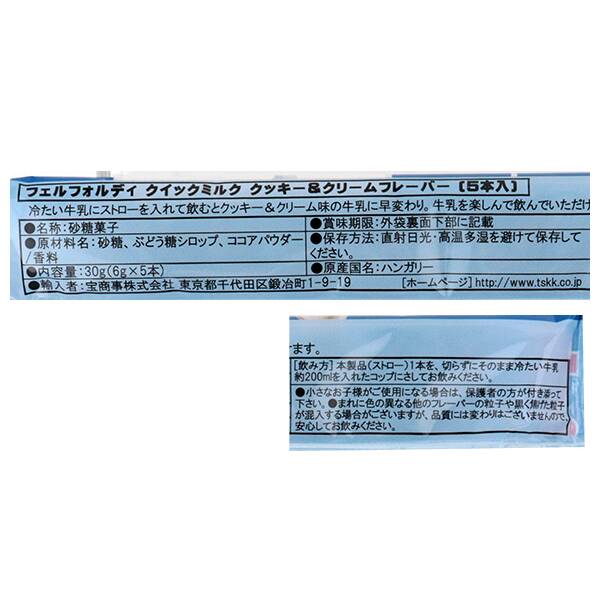 フェルフォルディ クイックミルク クッキー&クリームフレーバー〔5本入〕
冷たい牛乳にストローを入れて飲むとクッキー&クリーム味の牛乳に早変わり。牛乳を楽しんで飲んでいただけ
●名称:砂糖菓子
●原材料名:砂糖、ぶどう糖シロップ、ココアパウダー
/香料
●内容量:30g(6g×5本)
●賞味期限:外袋裏面下部に記載
●保存方法:直射日光・高温多湿を避けて保存して
ください。
●原産国名:ハンガリー
●輸入者:宝商事株式会社 東京都千代田区鍛冶町1-9-19 [ホームページ]http://www.tskk.co.jp
ます。
[飲み方]本製品(ストロー)1本を、切らずにそのまま冷たい牛乳
約200mlを入れたコップにさしてお飲みください。
●小さなお子様がご使用になる場合は、保護者の方が付き添って
下さい。●まれに色の異なる他のフレーバーの粒子や黒く焦げた粒子
が混入する場合がございますが、品質には変わりはございませんので、
安心してお飲みください。